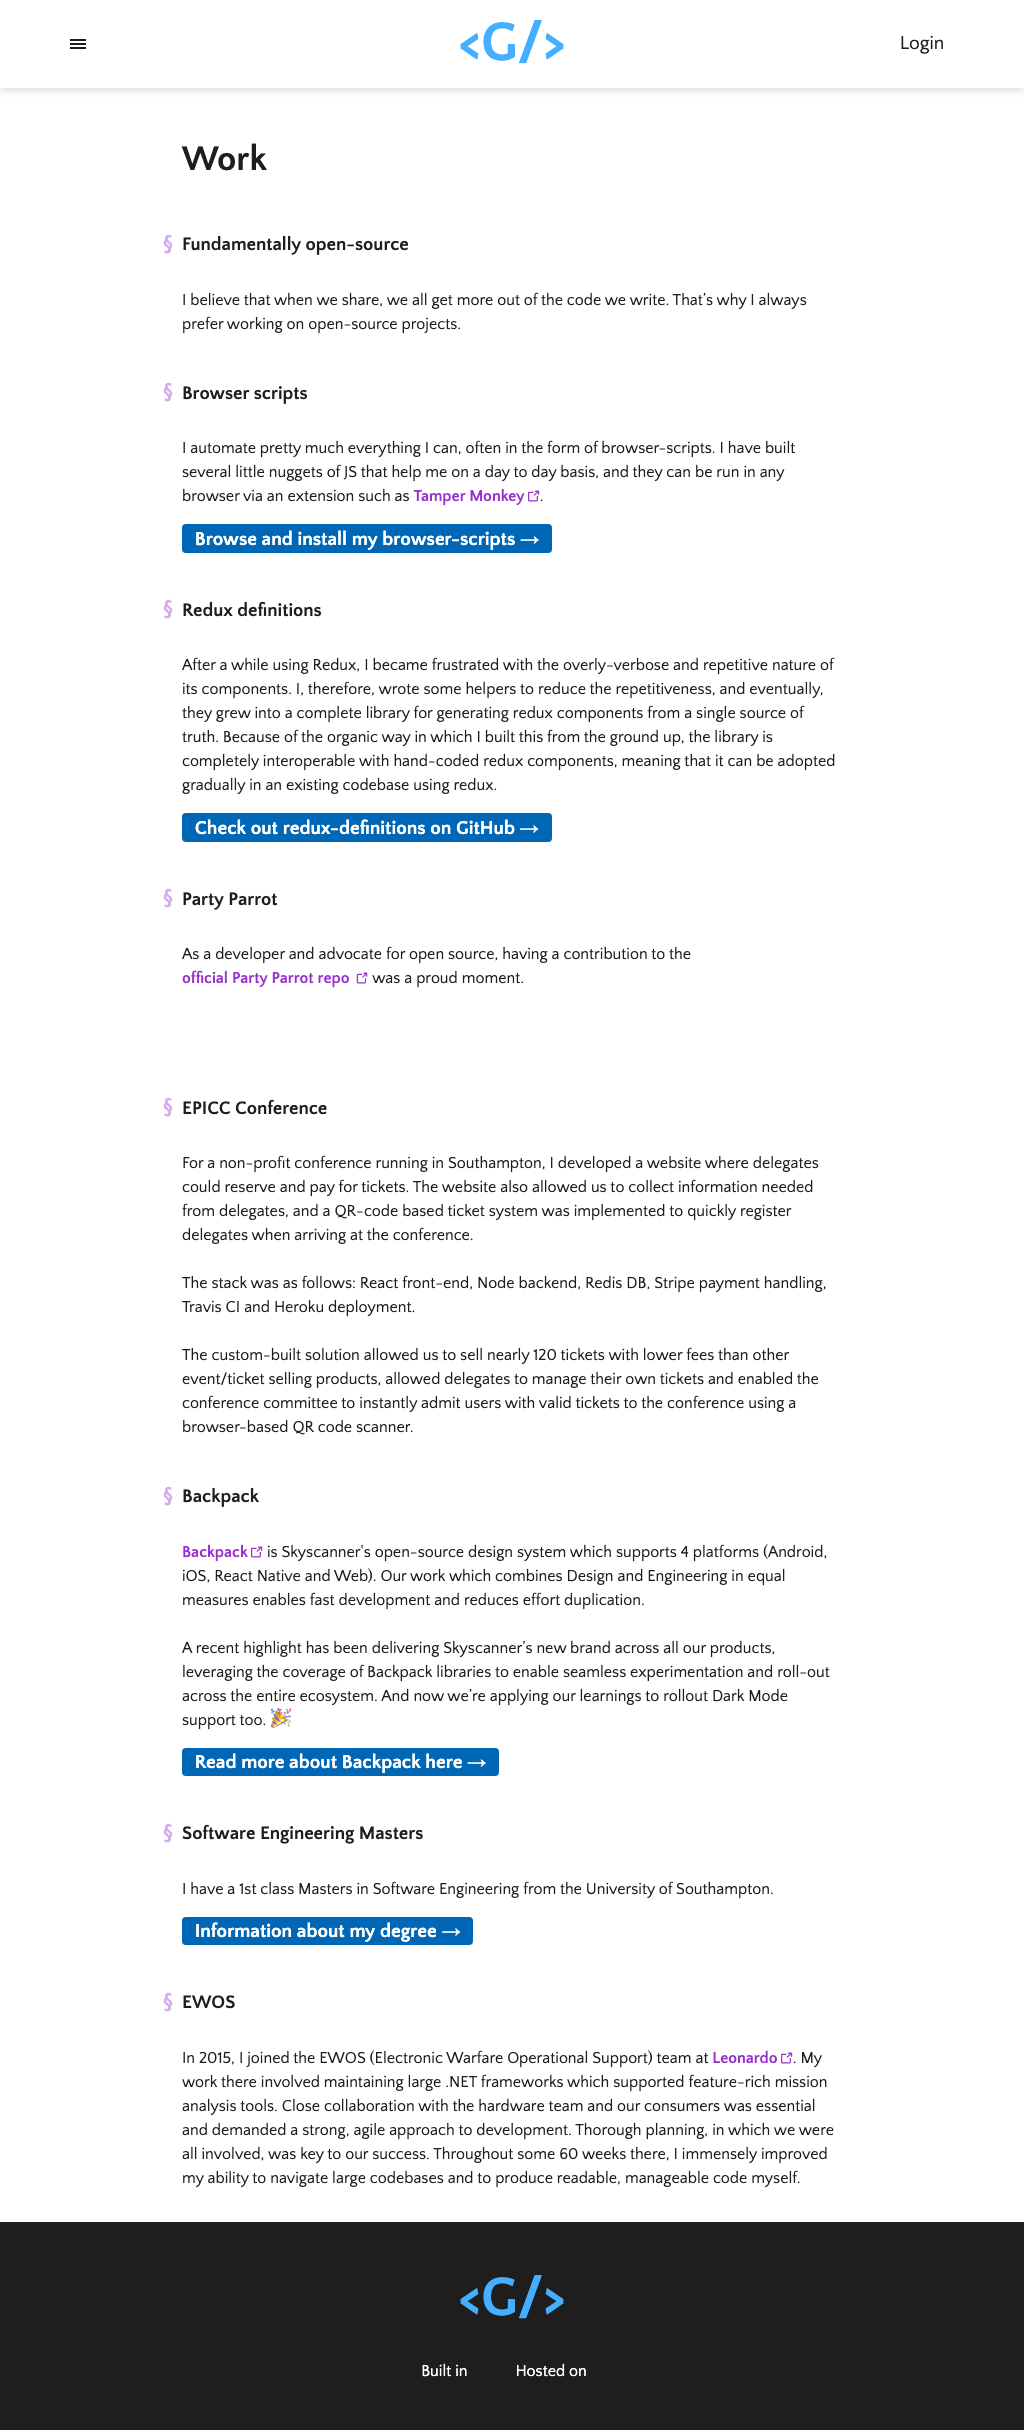 <G/>
Login
Work
§ Fundamentally open-source
I believe that when we share, we all get more out of the code we write. That’s why I always
prefer working on open-source projects.
§ Browser scripts
I automate pretty much everything I can, often in the form of browser-scripts. I have built
several little nuggets of JS that help me on a day to day basis, and they can be run in any
browser via an extension such as Tamper Monkey.
Browse and install my browser-scripts →
§ Redux definitions
After a while using Redux, I became frustrated with the overly-verbose and repetitive nature of
its components. I, therefore, wrote some helpers to reduce the repetitiveness, and eventually,
they grew into a complete library for generating redux components from a single source of
truth. Because of the organic way in which I built this from the ground up, the library is
completely interoperable with hand-coded redux components, meaning that it can be adopted
gradually in an existing codebase using redux.
Check out redux-definitions on GitHub →
§ Party Parrot
As a developer and advocate for open source, having a contribution to the
official Party Parrot repo was a proud moment.
§ EPICC Conference
For a non-profit conference running in Southampton, I developed a website where delegates
could reserve and pay for tickets. The website also allowed us to collect information needed
from delegates, and a QR-code based ticket system was implemented to quickly register
delegates when arriving at the conference.
The stack was as follows: React front-end, Node backend, Redis DB, Stripe payment handling,
Travis CI and Heroku deployment.
The custom-built solution allowed us to sell nearly 120 tickets with lower fees than other
event/ticket selling products, allowed delegates to manage their own tickets and enabled the
conference committee to instantly admit users with valid tickets to the conference using a
browser-based QR code scanner.
§ Backpack
Backpack is Skyscanner's open-source design system which supports 4 platforms (Android,
iOS, React Native and Web). Our work which combines Design and Engineering in equal
measures enables fast development and reduces effort duplication.
A recent highlight has been delivering Skyscanner’s new brand across all our products,
leveraging the coverage of Backpack libraries to enable seamless experimentation and roll-out
across the entire ecosystem. And now we’re applying our learnings to rollout Dark Mode
support too. 🎉
Read more about Backpack here →
§ Software Engineering Masters
I have a 1st class Masters in Software Engineering from the University of Southampton.
Information about my degree →
§ EWOS
In 2015, I joined the EWOS (Electronic Warfare Operational Support) team at Leonardo. My
work there involved maintaining large .NET frameworks which supported feature-rich mission
analysis tools. Close collaboration with the hardware team and our consumers was essential
and demanded a strong, agile approach to development. Thorough planning, in which we were
all involved, was key to our success. Throughout some 60 weeks there, I immensely improved
my ability to navigate large codebases and to produce readable, manageable code myself.
<G/>
Built in
Hosted on